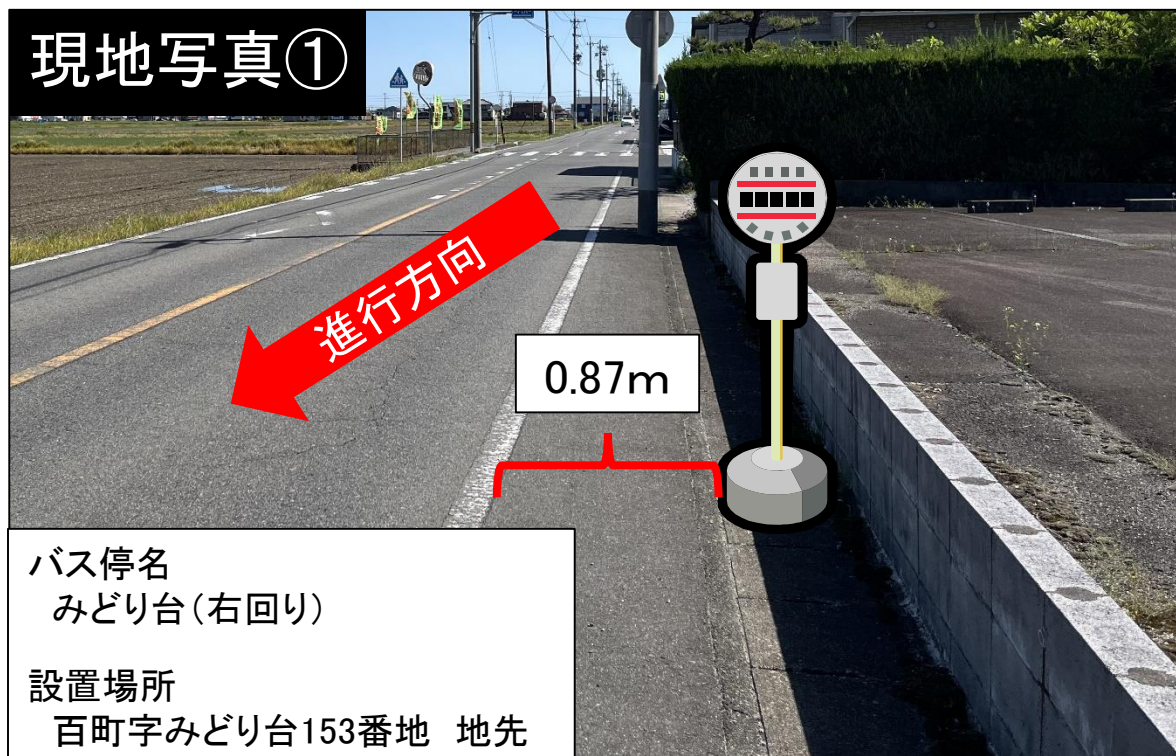 現地写真①
進行方向
0.87m
バス停名
みどり台(右回り)
設置場所
百町字みどり台153番地 地先